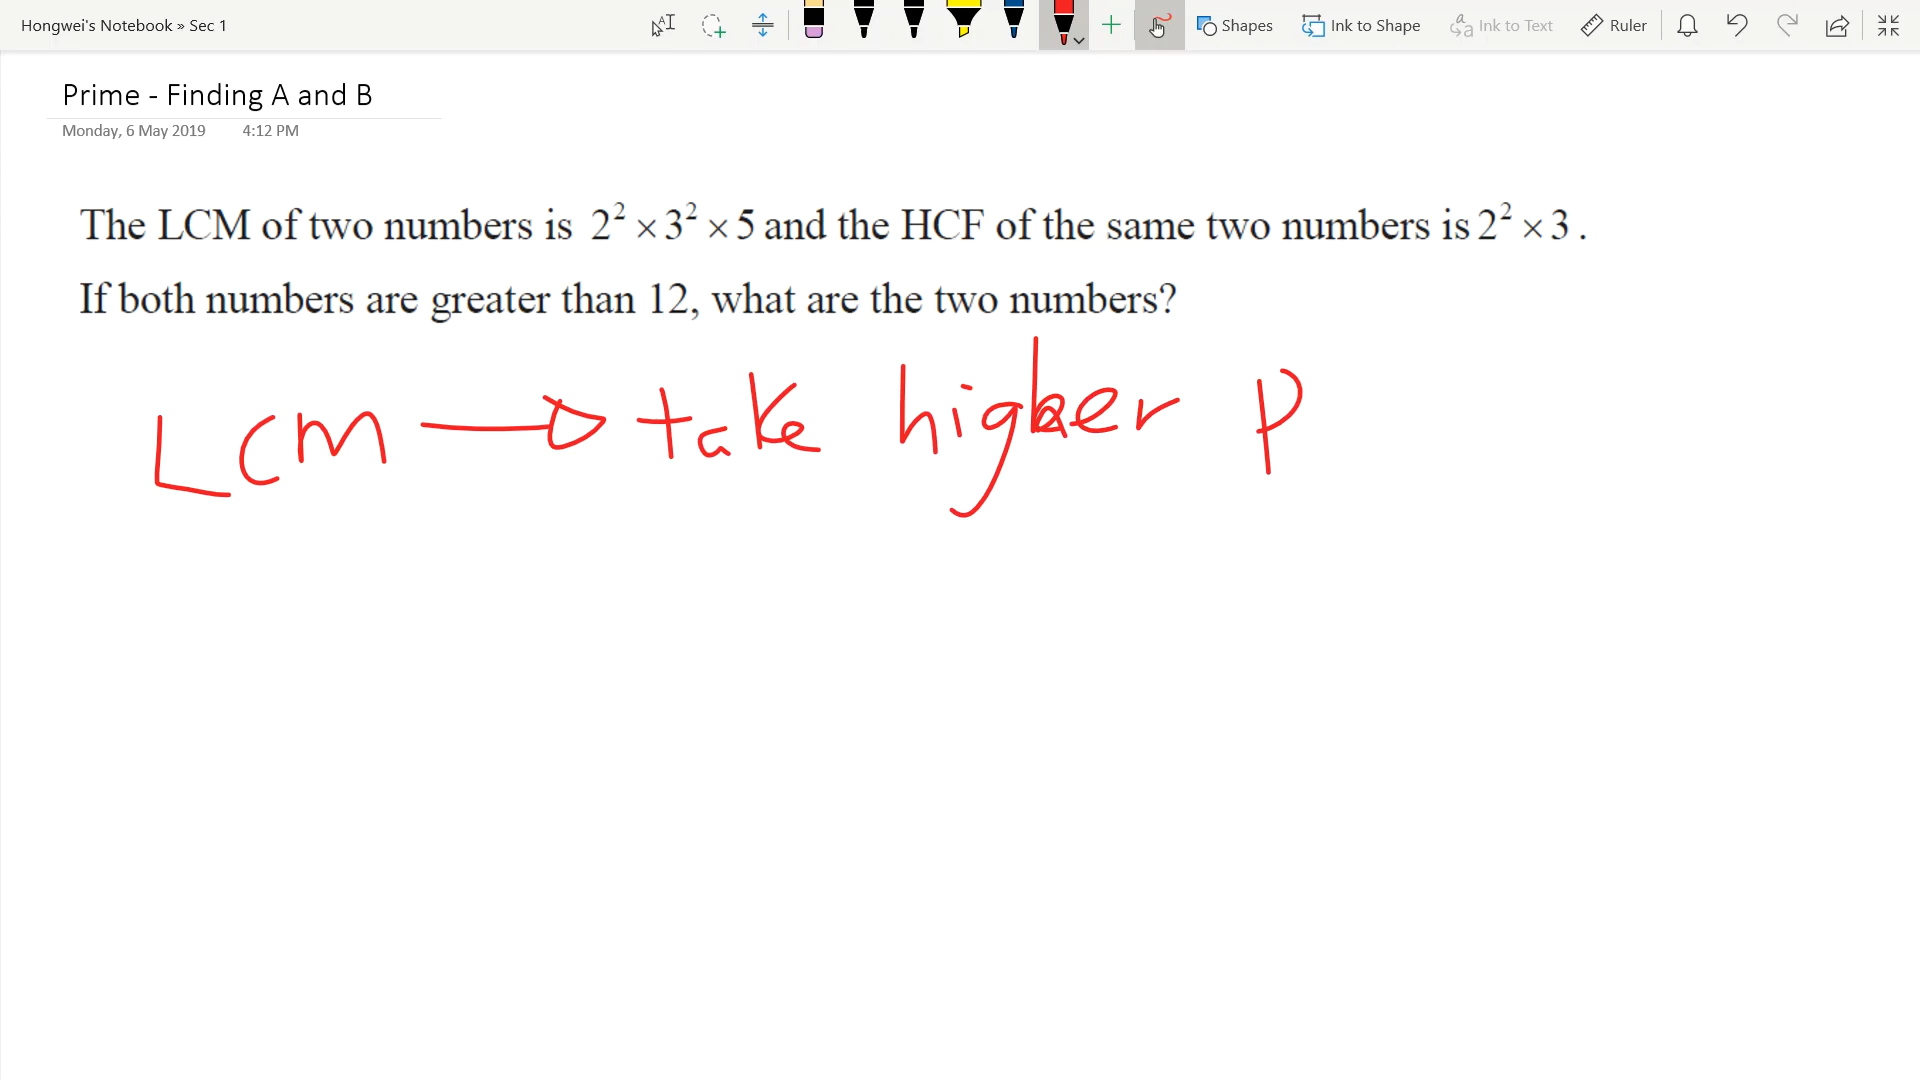 Hongwei's Notebook » Sec 1
Shapes
Ink to Shape
Ink to Text
Ruler
Prime - Finding A and B
Monday, 6 May 2019 4:12 PM
The LCM of two numbers is 2² × 3² × 5 and the HCF of the same two numbers is 2² × 3.
If both numbers are greater than 12, what are the two numbers?
LCM → take higher p